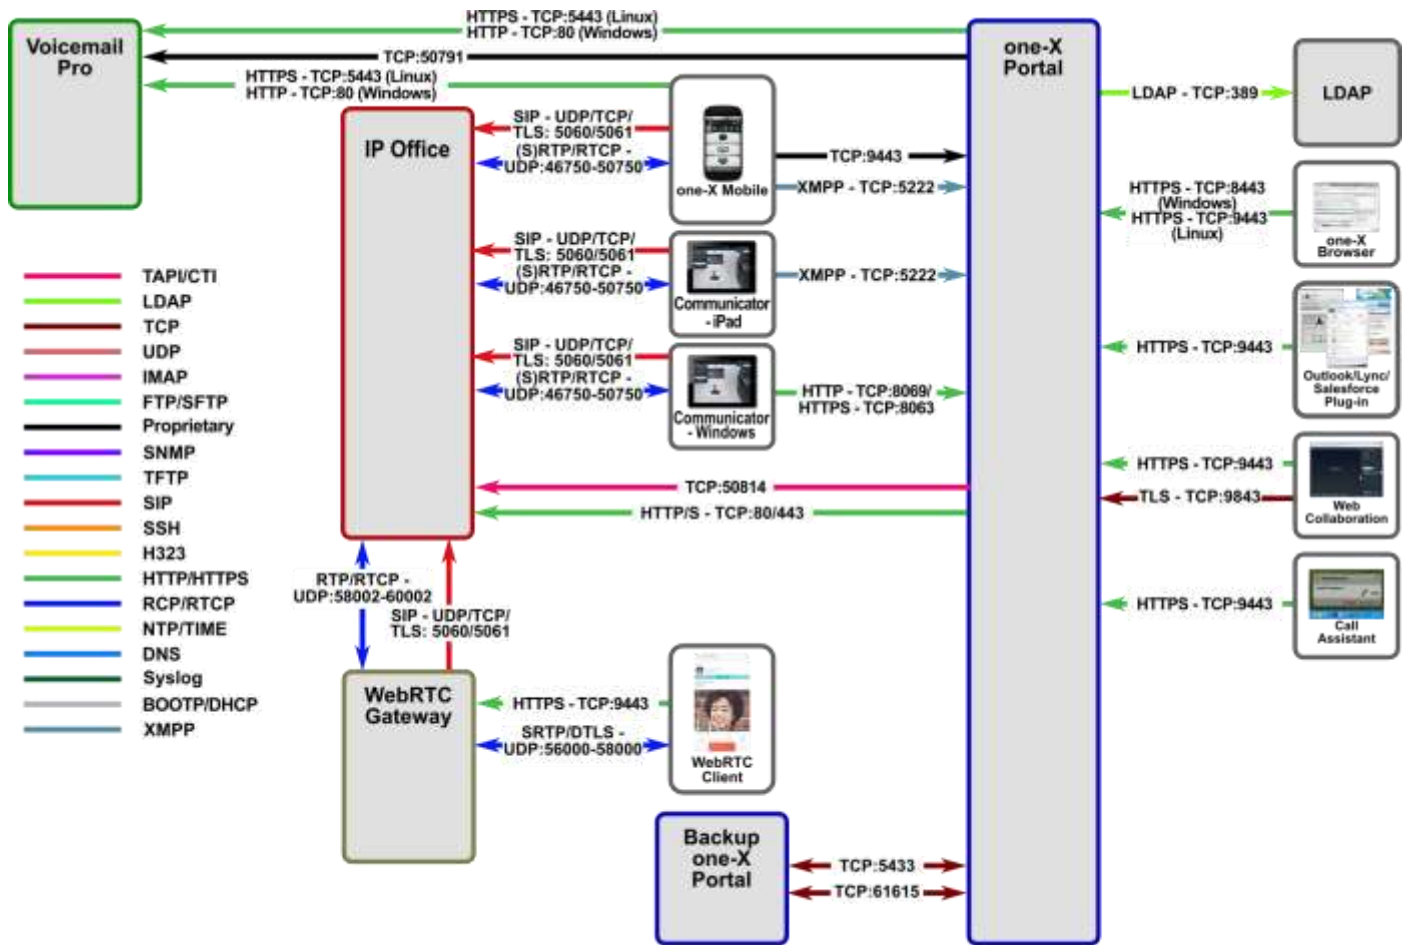 HTTPS - TCP:5443 (Linux)
HTTP - TCP:80 (Windows)
Voicemail
Pro
one-X
Portal
TCP:50791
HTTPS - TCP:5443 (Linux)
HTTP - TCP:80 (Windows)
LDAP - TCP:389
LDAP
IP Office
SIP - UDP/TCP/
TLS: 5060/5061
(S)RTP/RTCP -
UDP:46750-50750
one-X Mobile
TCP:9443
XMPP - TCP:5222
HTTPS - TCP:8443
(Windows)
HTTPS - TCP:9443
(Linux)
one-X
Browser
SIP - UDP/TCP/
TLS: 5060/5061
(S)RTP/RTCP -
UDP:46750-50750
Communicator
- iPad
XMPP - TCP:5222
SIP - UDP/TCP/
TLS: 5060/5061
(S)RTP/RTCP -
UDP:46750-50750
Communicator
- Windows
HTTP - TCP:8069/
HTTPS - TCP:8063
HTTPS - TCP:9443
Outlook/Lync/
Salesforce
Plug-in
HTTPS - TCP:9443
TLS - TCP:9843
Web
Collaboration
TCP:50814
HTTP/S - TCP:80/443
HTTPS - TCP:9443
Call
Assistant
TAPI/CTI
LDAP
TCP
UDP
IMAP
FTP/SFTP
Proprietary
SNMP
TFTP
SIP
SSH
H323
HTTP/HTTPS
RCP/RTCP
NTP/TIME
DNS
Syslog
BOOTP/DHCP
XMPP
RTP/RTCP -
UDP:58002-60002
SIP - UDP/TCP/
TLS: 5060/5061
WebRTC
Gateway
HTTPS - TCP:9443
SRTP/DTLS -
UDP:56000-58000
WebRTC
Client
Backup
one-X
Portal
TCP:5433
TCP:61615